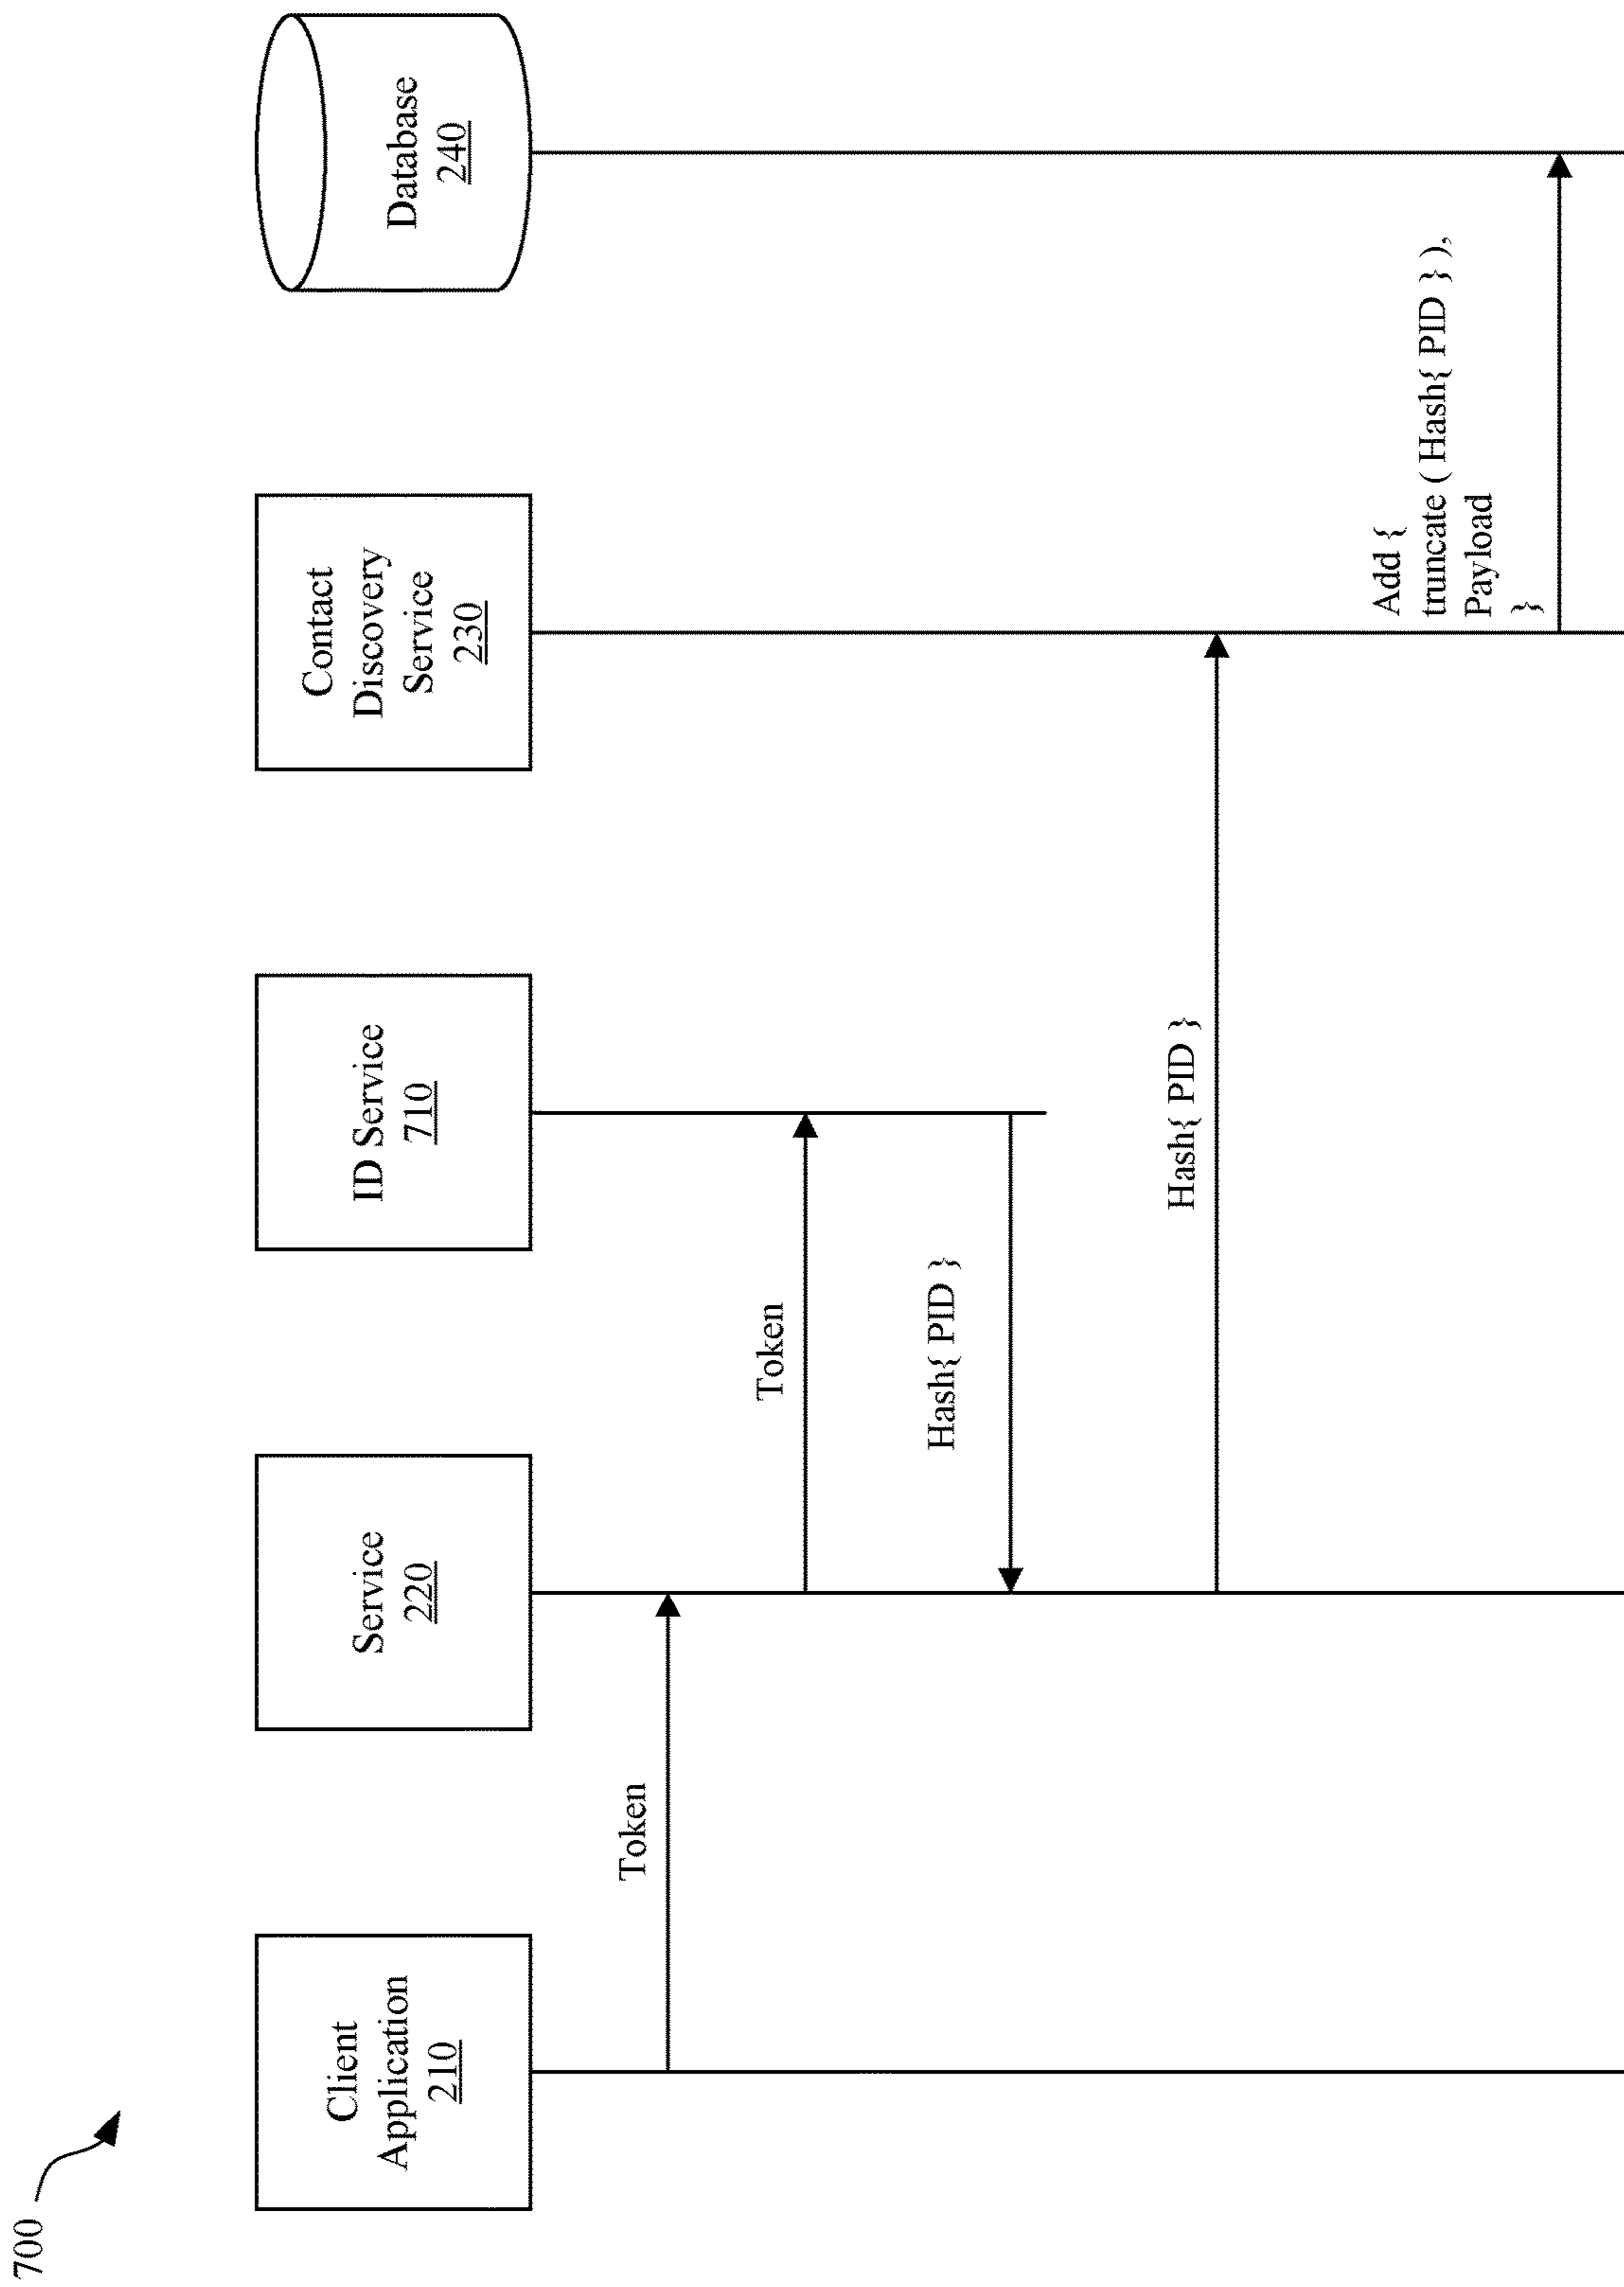 700
Client
Application
210
Service
220
ID Service
710
Contact
Discovery
Service
230
Database
240
Token
Token
Hash{ PID }
Hash{ PID }
Add {
truncate ( Hash{ PID } ),
Payload
}